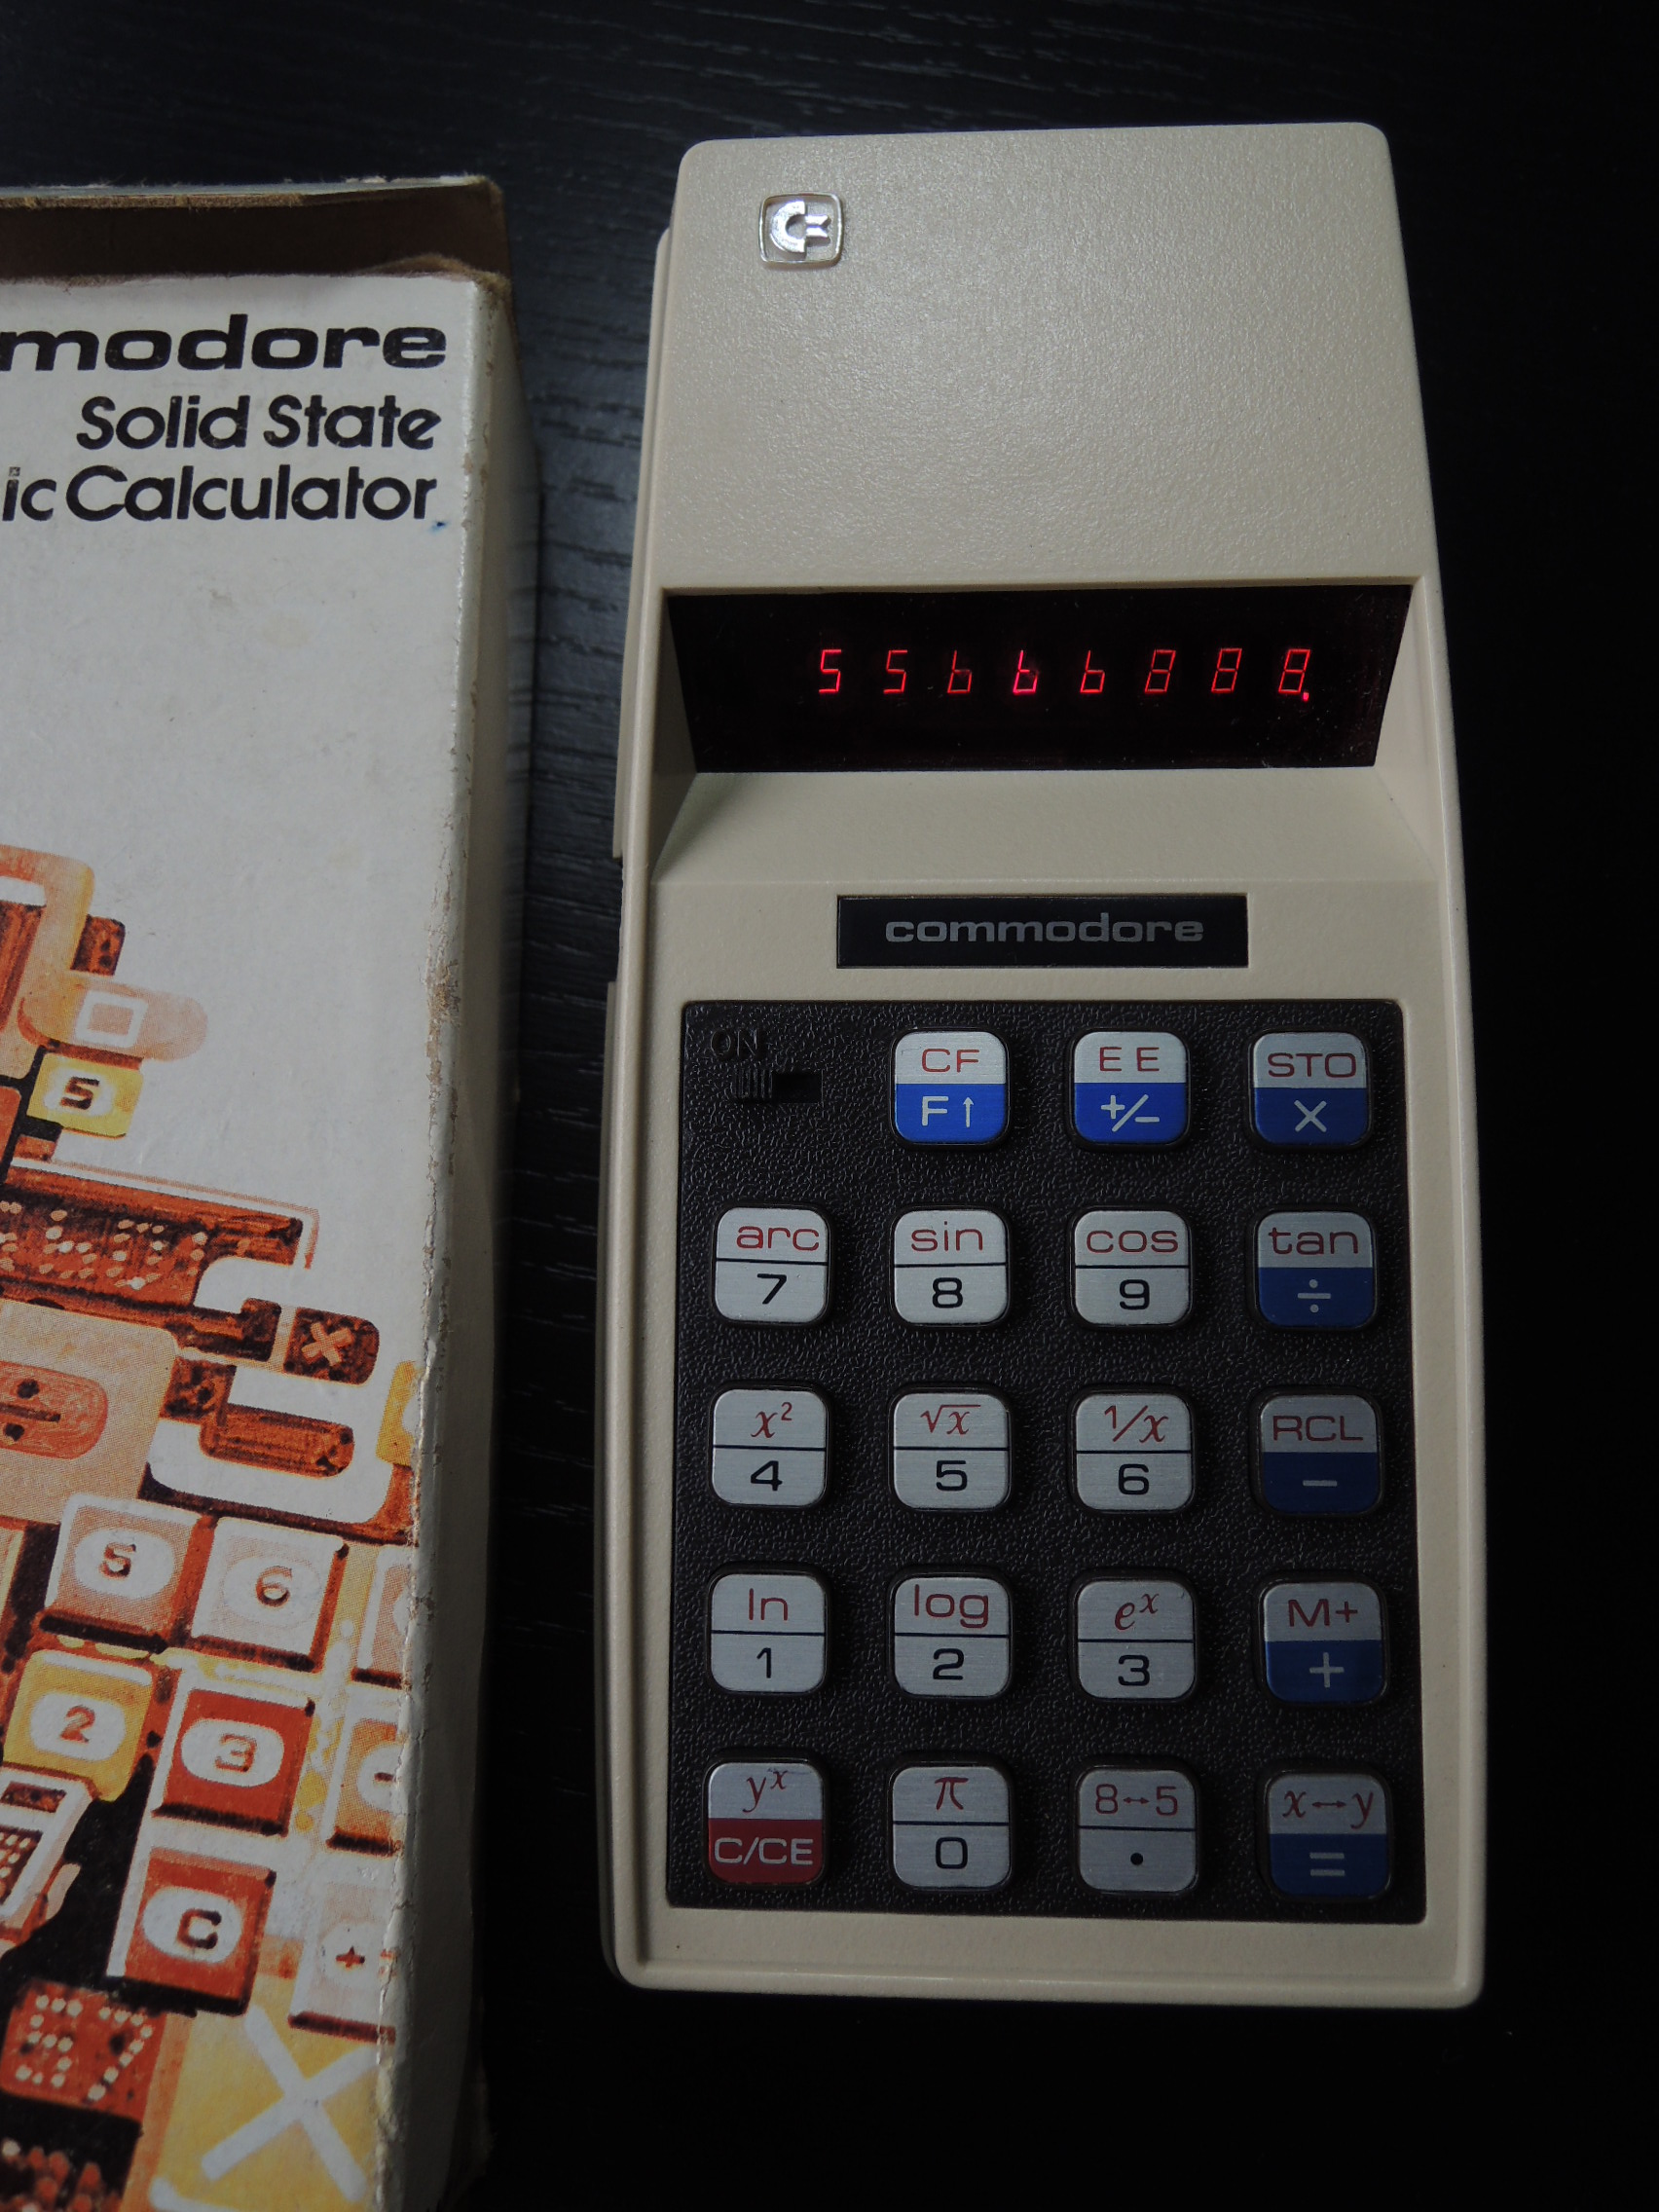 modore
Solid State
ic Calculator
S
×
÷
5 6
2 3
C +
55666888.
commodore
ON
CF EE STO
F↑ +/− X
arc sin cos tan
7 8 9 ÷
x² √x 1/x RCL
4 5 6 −
ln log eˣ M+
1 2 3 +
yˣ π 8↔5 x↔y
C/CE 0 . =